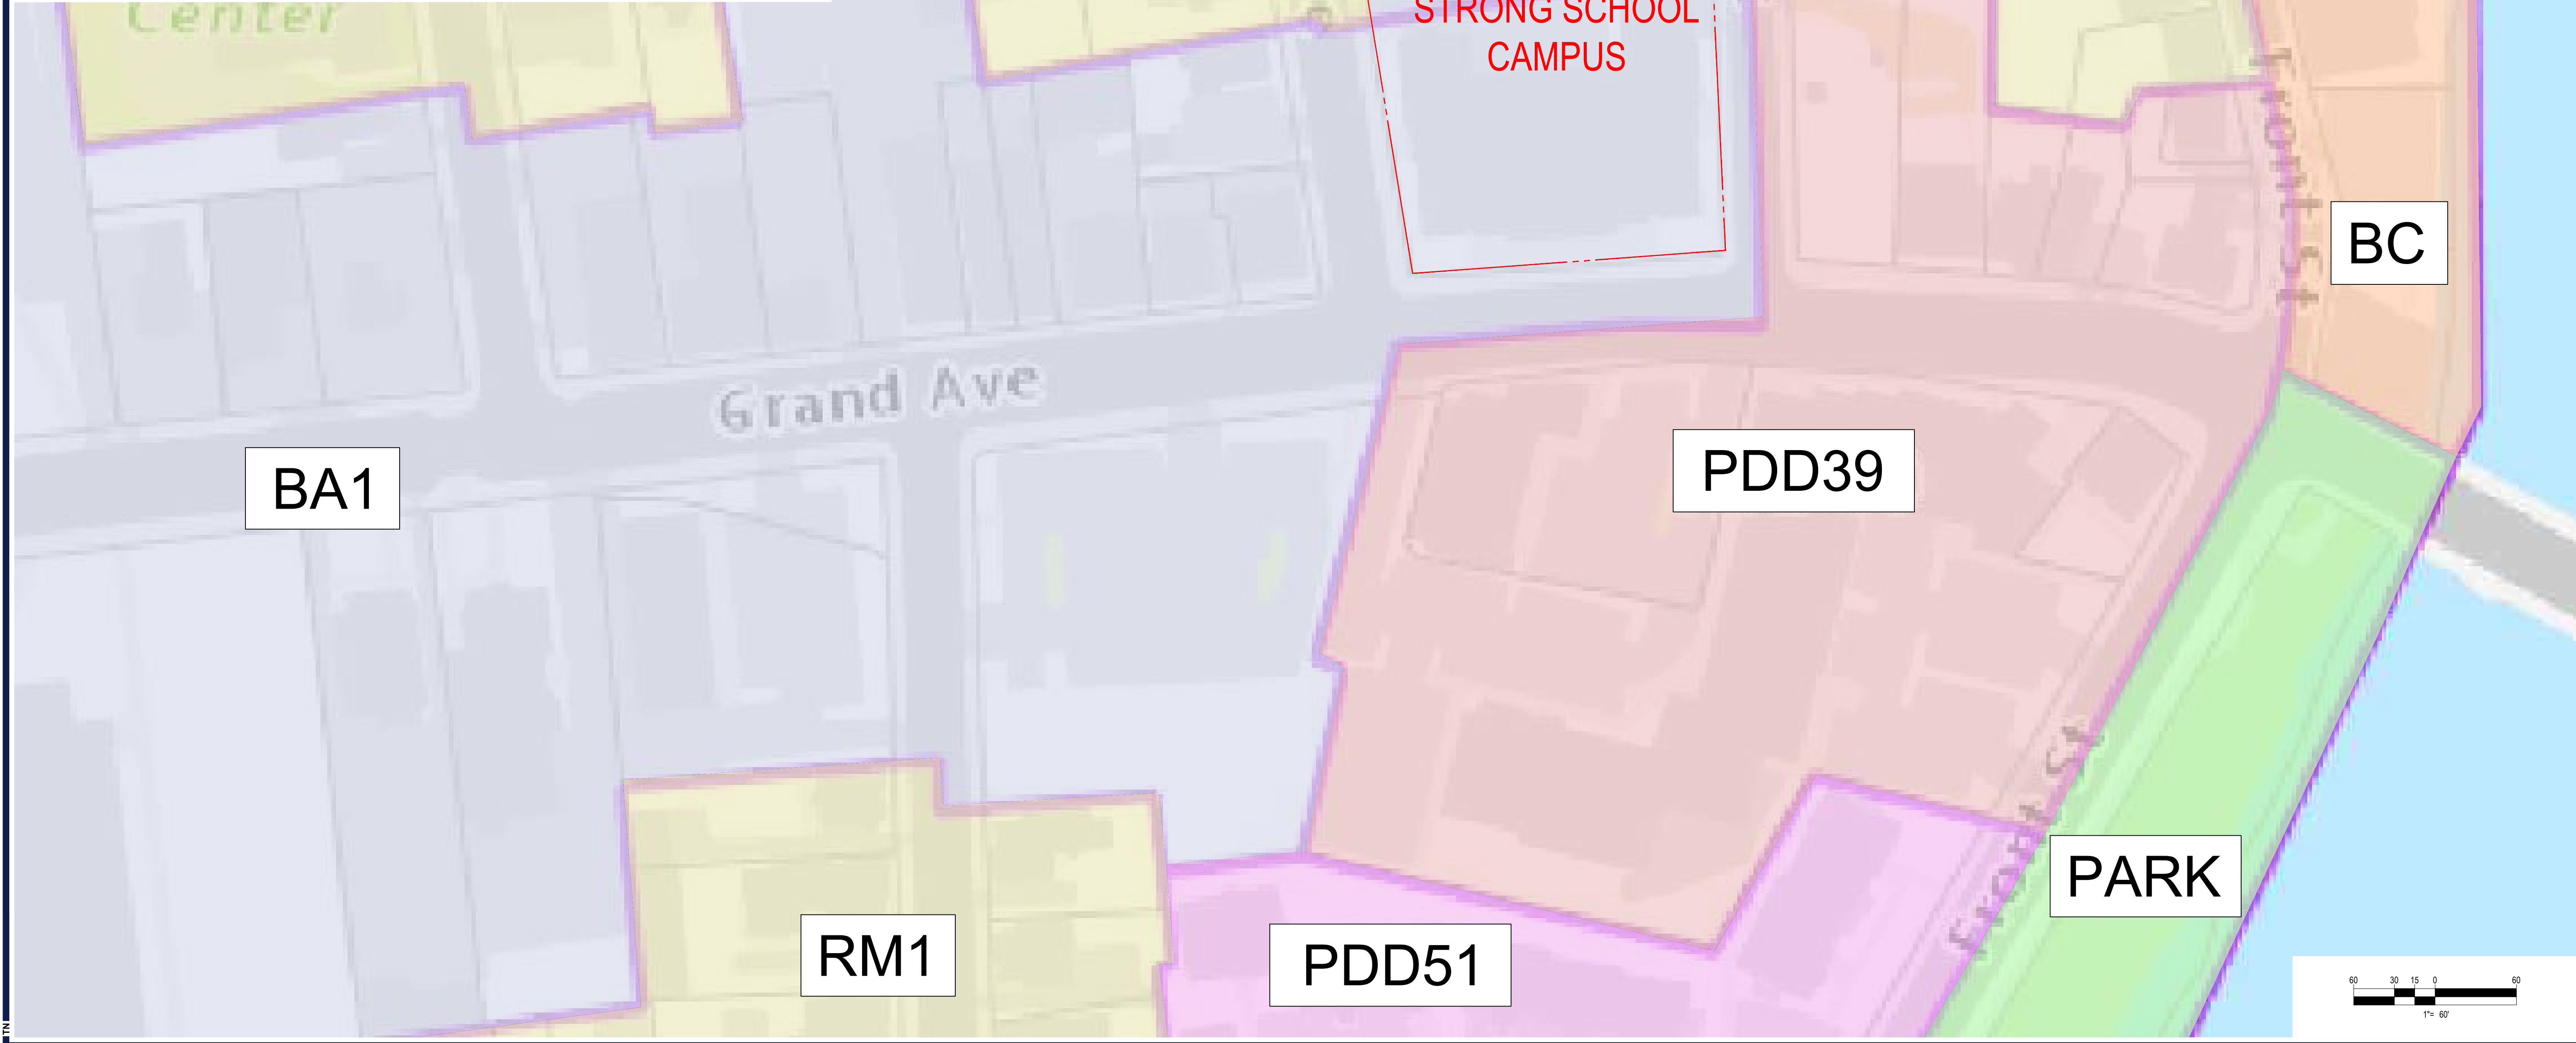 Center
STRONG SCHOOL
CAMPUS
Front St
BC
Grand Ave
BA1
PDD39
Front St
PARK
RM1
PDD51
60 30 15 0 60
1"= 60'